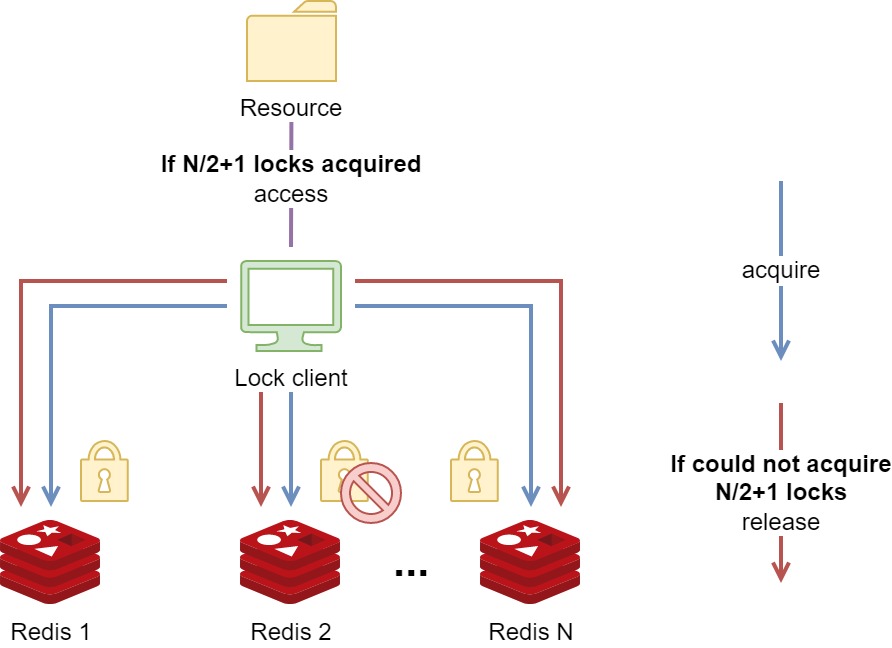 Resource
If N/2+1 locks acquired
access
acquire
Lock client
If could not acquire
N/2+1 locks
release
...
Redis 1
Redis 2
Redis N